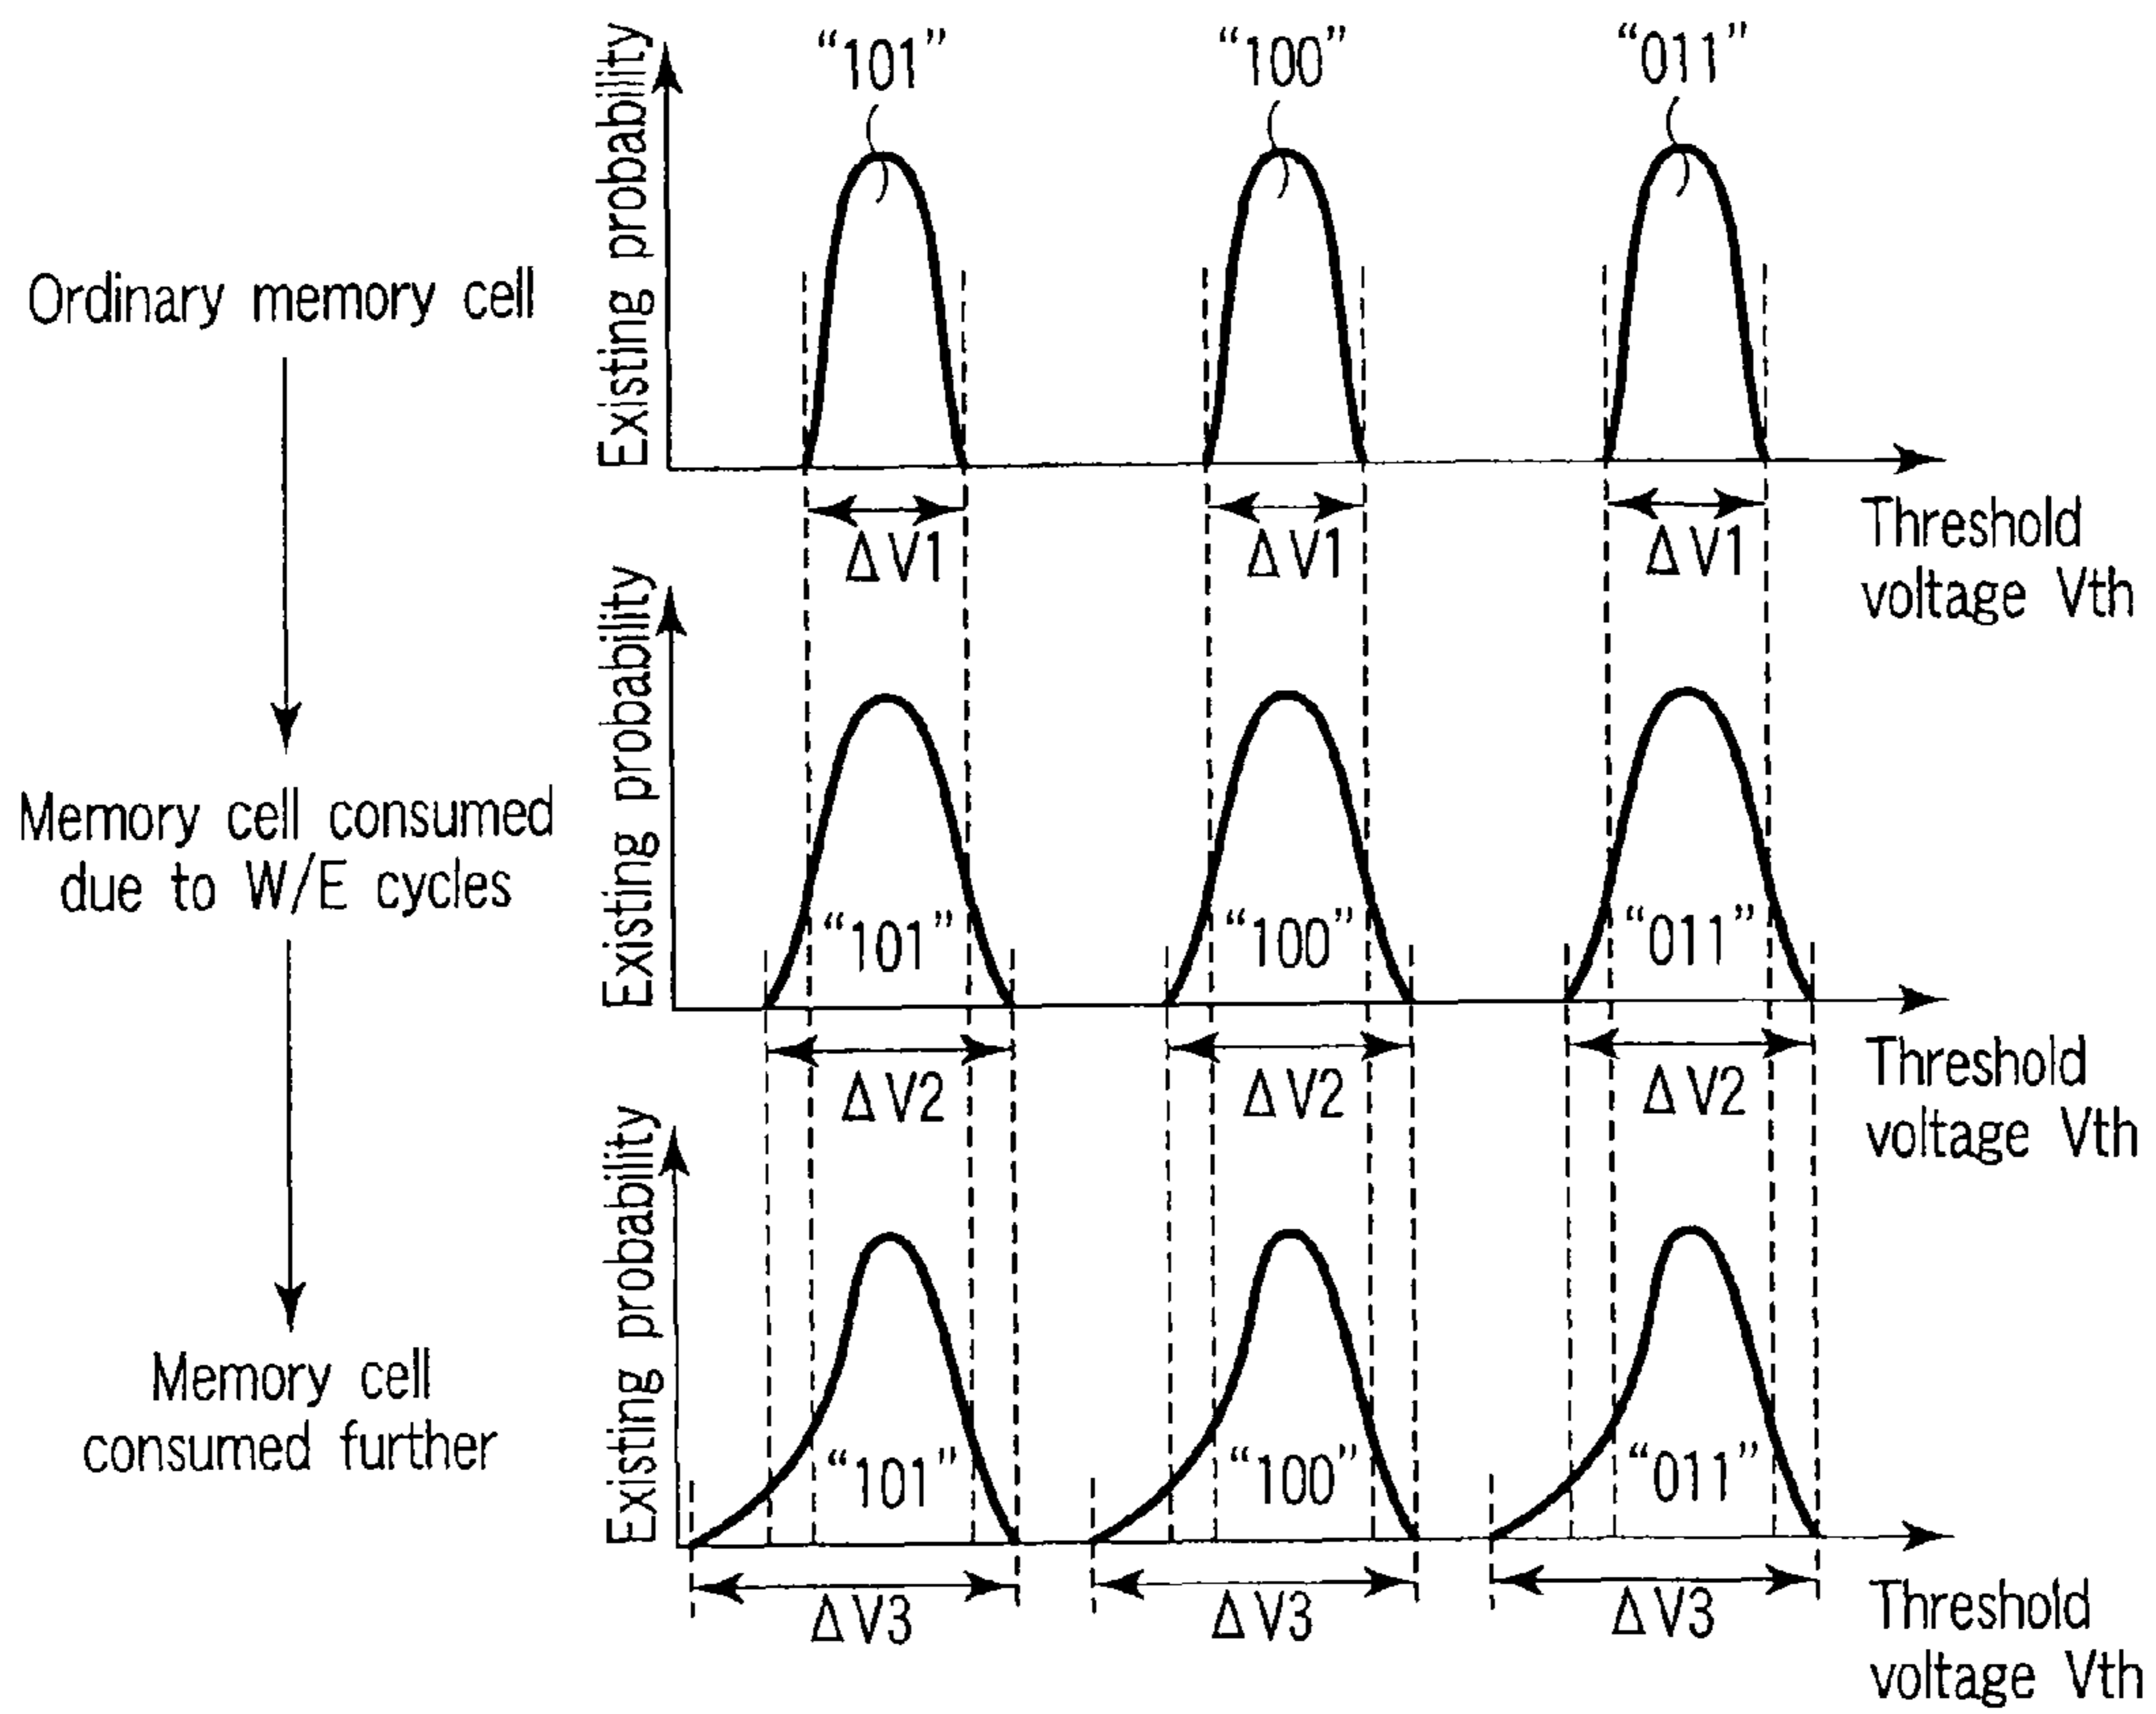 “101” “100” “011”
Existing probability
Ordinary memory cell
ΔV1 ΔV1 ΔV1
Threshold
voltage Vth
Existing probability
Memory cell consumed
due to W/E cycles
“101” “100” “011”
ΔV2 ΔV2 ΔV2
Threshold
voltage Vth
Existing probability
Memory cell
consumed further
“101” “100” “011”
ΔV3 ΔV3 ΔV3
Threshold
voltage Vth